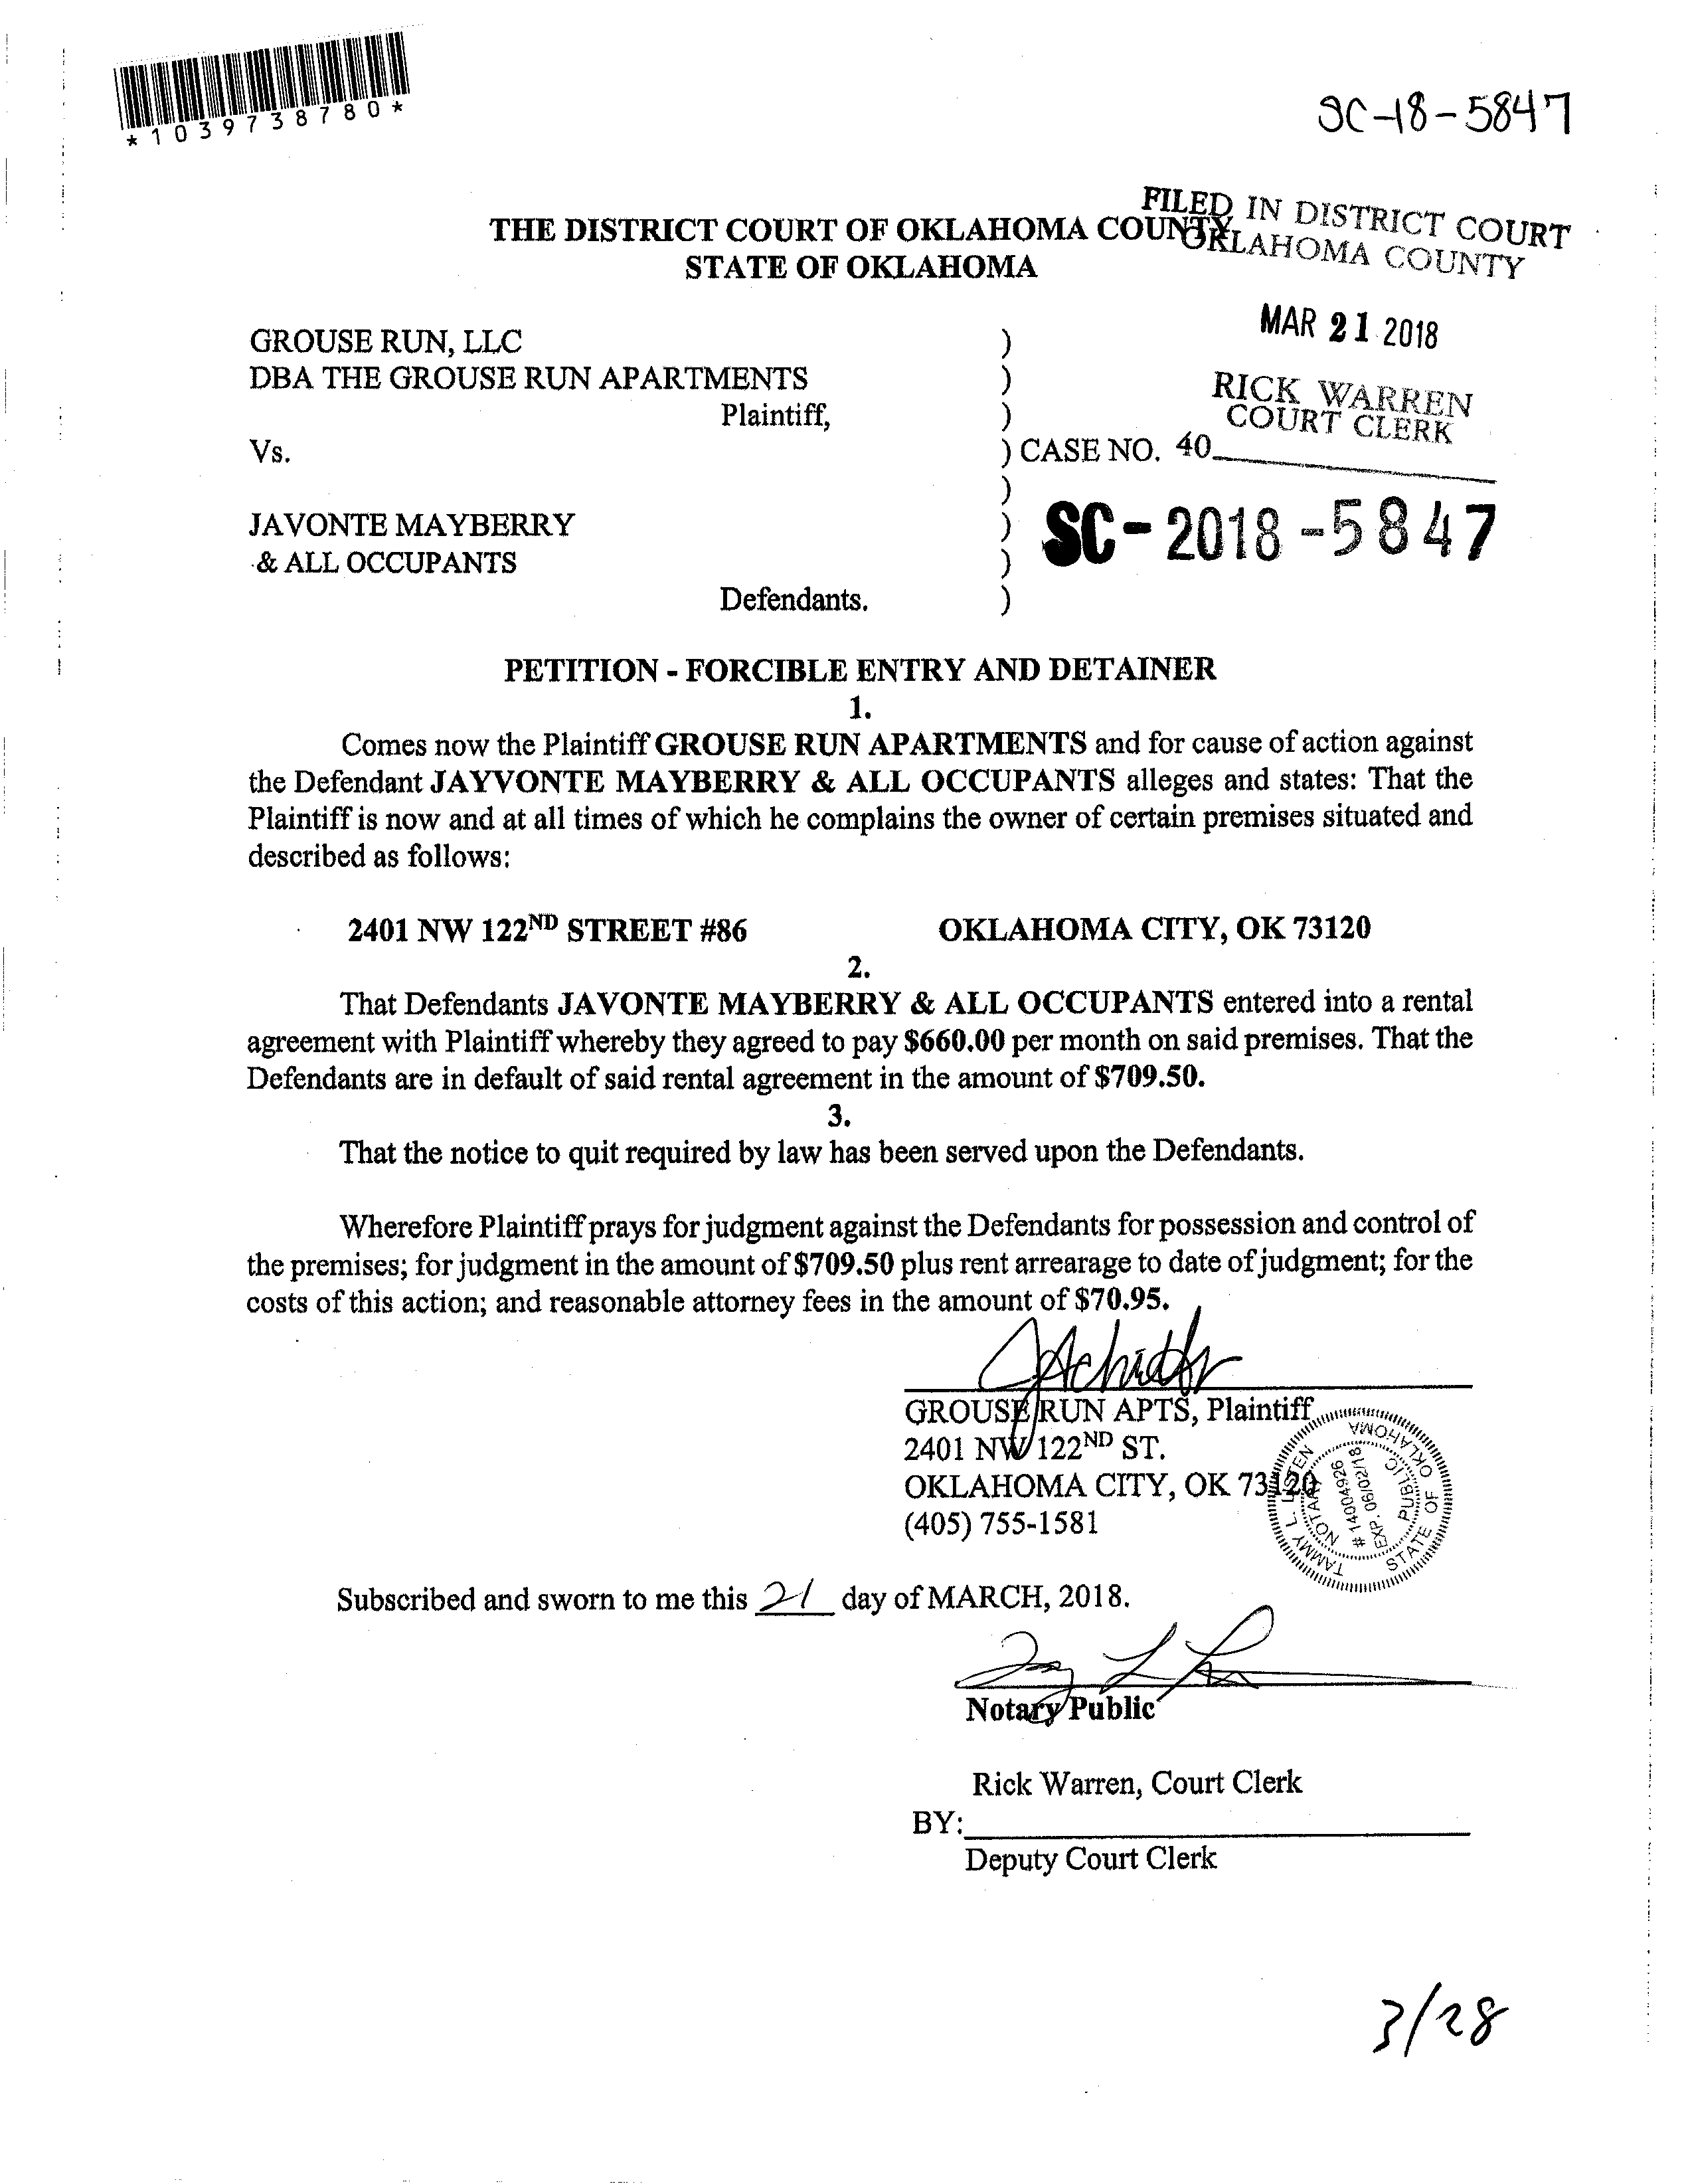 *1039738780*
SC-18-5847
FILED IN DISTRICT COURT
OKLAHOMA COUNTY
THE DISTRICT COURT OF OKLAHOMA COUNTY
STATE OF OKLAHOMA
MAR 21 2018
RICK WARREN
COURT CLERK
40
GROUSE RUN, LLC )
DBA THE GROUSE RUN APARTMENTS )
Plaintiff, )
Vs. ) CASE NO.
)
JAVONTE MAYBERRY ) SC-2018-5847
& ALL OCCUPANTS )
Defendants. )
PETITION - FORCIBLE ENTRY AND DETAINER
1.
Comes now the Plaintiff GROUSE RUN APARTMENTS and for cause of action against
the Defendant JAYVONTE MAYBERRY & ALL OCCUPANTS alleges and states: That the
Plaintiff is now and at all times of which he complains the owner of certain premises situated and
described as follows:
2401 NW 122ND STREET #86 OKLAHOMA CITY, OK 73120
2.
That Defendants JAVONTE MAYBERRY & ALL OCCUPANTS entered into a rental
agreement with Plaintiff whereby they agreed to pay $660.00 per month on said premises. That the
Defendants are in default of said rental agreement in the amount of $709.50.
3.
That the notice to quit required by law has been served upon the Defendants.
Wherefore Plaintiff prays for judgment against the Defendants for possession and control of
the premises; for judgment in the amount of $709.50 plus rent arrearage to date of judgment; for the
costs of this action; and reasonable attorney fees in the amount of $70.95.
GROUSE RUN APTS, Plaintiff
2401 NW 122ND ST.
OKLAHOMA CITY, OK 73120
(405) 755-1581
TAMMY L. LISTEN
NOTARY PUBLIC
# 14004926
EXP. 06/02/18
STATE OF OKLAHOMA
Subscribed and sworn to me this 21 day of MARCH, 2018.
Notary Public
Rick Warren, Court Clerk
BY:
Deputy Court Clerk
3/28